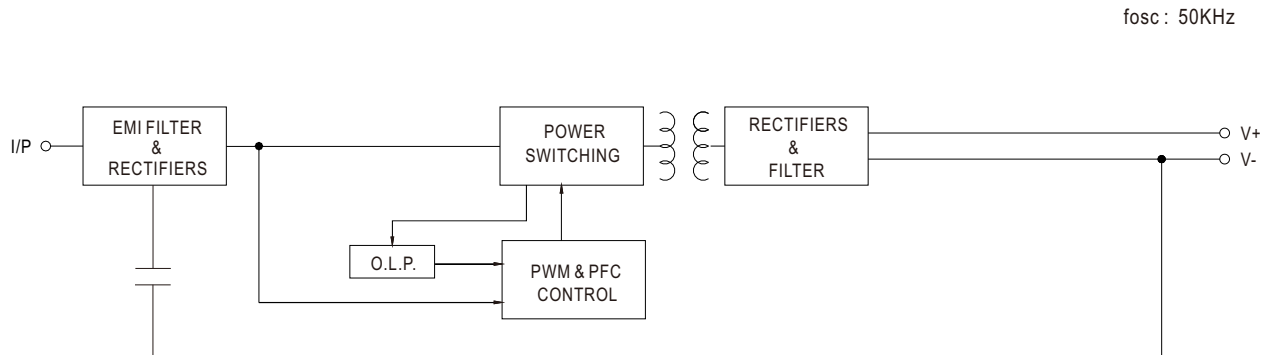 fosc : 50KHz
I/P
EMI FILTER
&
RECTIFIERS
POWER
SWITCHING
RECTIFIERS
&
FILTER
V+
V-
O.L.P.
PWM & PFC
CONTROL